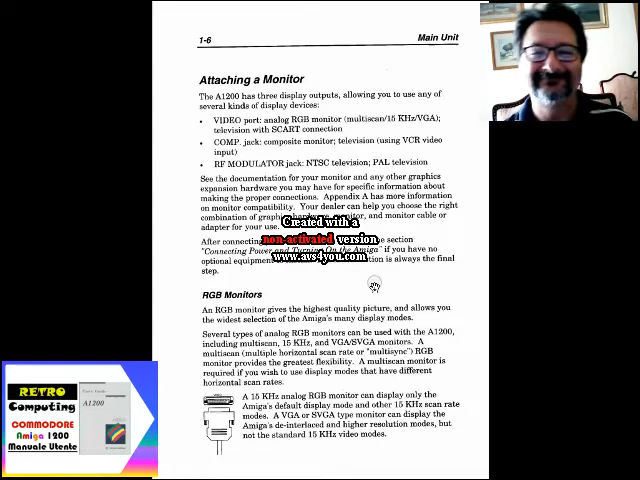 1-6 Main Unit
Attaching a Monitor
The A1200 has three display outputs, allowing you to use any of
several kinds of display devices:
• VIDEO port: analog RGB monitor (multiscan/15 KHz/VGA);
television with SCART connection
• COMP. jack: composite monitor; television (using VCR video
input)
• RF MODULATOR jack: NTSC television; PAL television
See the documentation for your monitor and any other graphics
expansion hardware you may have for specific information about
making the proper connections. Appendix A has more information
on monitor compatibility. Your dealer can help you choose the right
combination of graphics hardware, monitor, and monitor cable or
adapter for your use.
Created with a
non-activated version
www.avs4you.com
After connecting section
"Connecting Power and Turning On the Amiga" if you have no
optional equipment is always the final
step.
RGB Monitors
An RGB monitor gives the highest quality picture, and allows you
the widest selection of the Amiga's many display modes.
Several types of analog RGB monitors can be used with the A1200,
including multiscan, 15 KHz, and VGA/SVGA monitors. A
multiscan (multiple horizontal scan rate or "multisync") RGB
monitor provides the greatest flexibility. A multiscan monitor is
required if you wish to use display modes that have different
horizontal scan rates.
A 15 KHz analog RGB monitor can display only the
Amiga's default display mode and other 15 KHz scan rate
modes. A VGA or SVGA type monitor can display the
Amiga's de-interlaced and higher resolution modes, but
not the standard 15 KHz video modes.
RETRO
Computing
COMMODORE
Amiga 1200
Manuale Utente
A1200